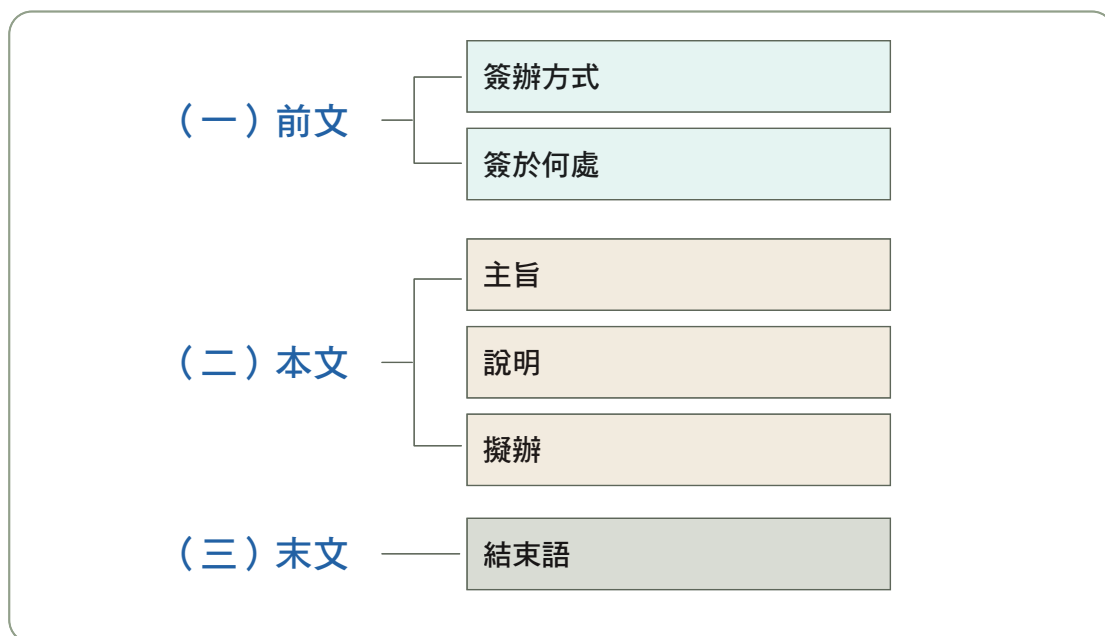 （一）前文
簽辦方式
簽於何處
（二）本文
主旨
說明
擬辦
（三）末文
結束語